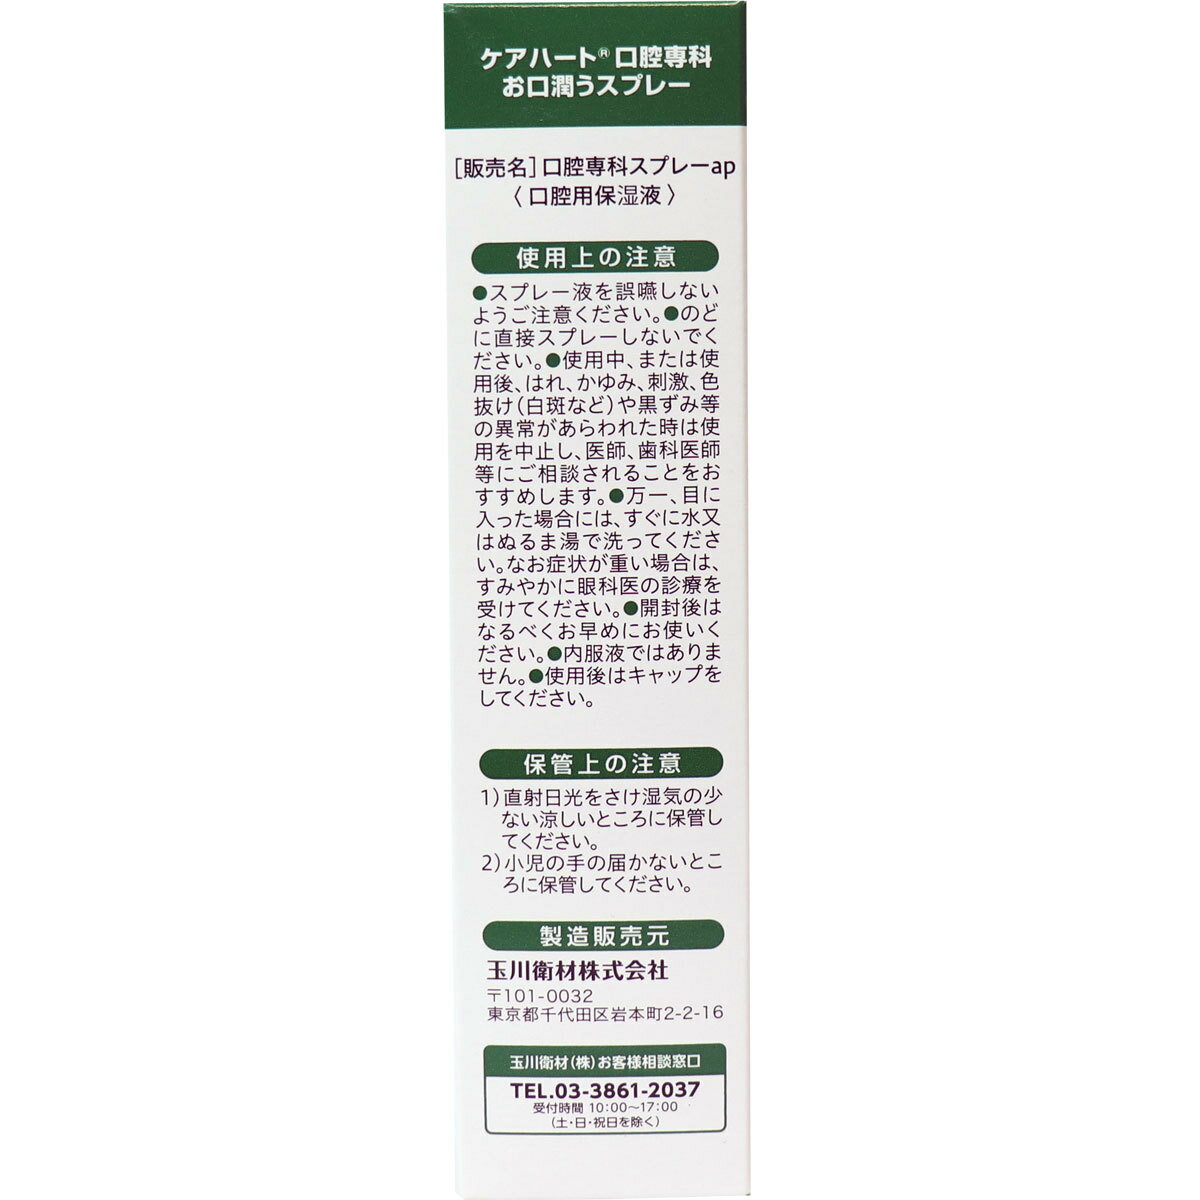 ケアハート® 口腔専科
お口潤うスプレー
[販売名]口腔専科スプレーap
〈 口腔用保湿液 〉
使用上の注意
●スプレー液を誤嚥しない
ようご注意ください。●のど
に直接スプレーしないでく
ださい。●使用中、または使
用後、はれ、かゆみ、刺激、色
抜け(白斑など)や黒ずみ等
の異常があらわれた時は使
用を中止し、医師、歯科医師
等にご相談されることをお
すすめします。●万一、目に
入った場合には、すぐに水又
はぬるま湯で洗ってくださ
い。なお症状が重い場合は、
すみやかに眼科医の診療を
受けてください。●開封後は
なるべくお早めにお使いく
ださい。●内服液ではありま
せん。●使用後はキャップを
してください。
保管上の注意
1)直射日光をさけ湿気の少
ない涼しいところに保管し
てください。
2)小児の手の届かないとこ
ろに保管してください。
製造販売元
玉川衛材株式会社
〒101-0032
東京都千代田区岩本町2-2-16
玉川衛材(株)お客様相談窓口
TEL.03-3861-2037
受付時間 10:00〜17:00
(土・日・祝日を除く)